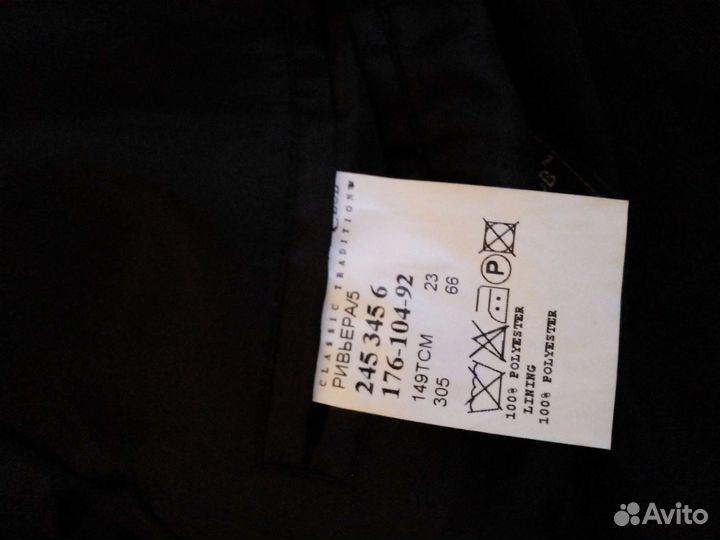 CLASSIC TRADITION
РИВЬЕРА/5
245 345 6
176-104-92
149TCM 23
305 66
P
100% POLYESTER
LINING
100% POLYESTER
Avito